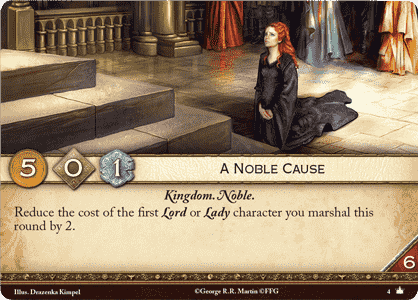 5 0 1 A Noble Cause
Kingdom. Noble.
Reduce the cost of the first Lord or Lady character you marshal this
round by 2.
6
Illus. Drazenka Kimpel ©George R.R. Martin ©FFG 4